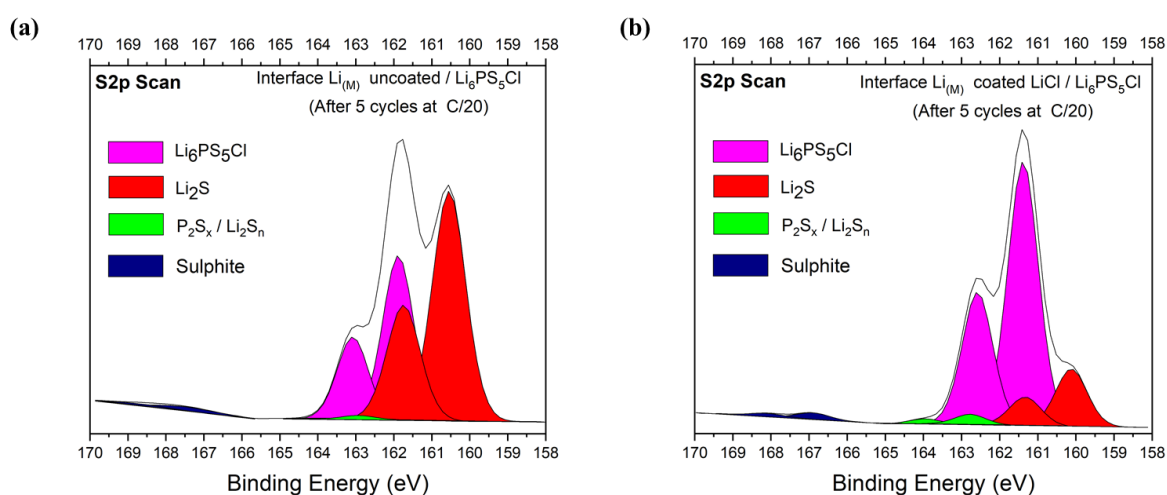 (a)
170 169 168 167 166 165 164 163 162 161 160 159 158
S2p Scan
Interface Li(M) uncoated / Li6PS5Cl
(After 5 cycles at C/20)
Li6PS5Cl
Li2S
P2Sx / Li2Sn
Sulphite
170 169 168 167 166 165 164 163 162 161 160 159 158
Binding Energy (eV)
(b)
170 169 168 167 166 165 164 163 162 161 160 159 158
S2p Scan
Interface Li(M) coated LiCl / Li6PS5Cl
(After 5 cycles at C/20)
Li6PS5Cl
Li2S
P2Sx / Li2Sn
Sulphite
170 169 168 167 166 165 164 163 162 161 160 159 158
Binding Energy (eV)